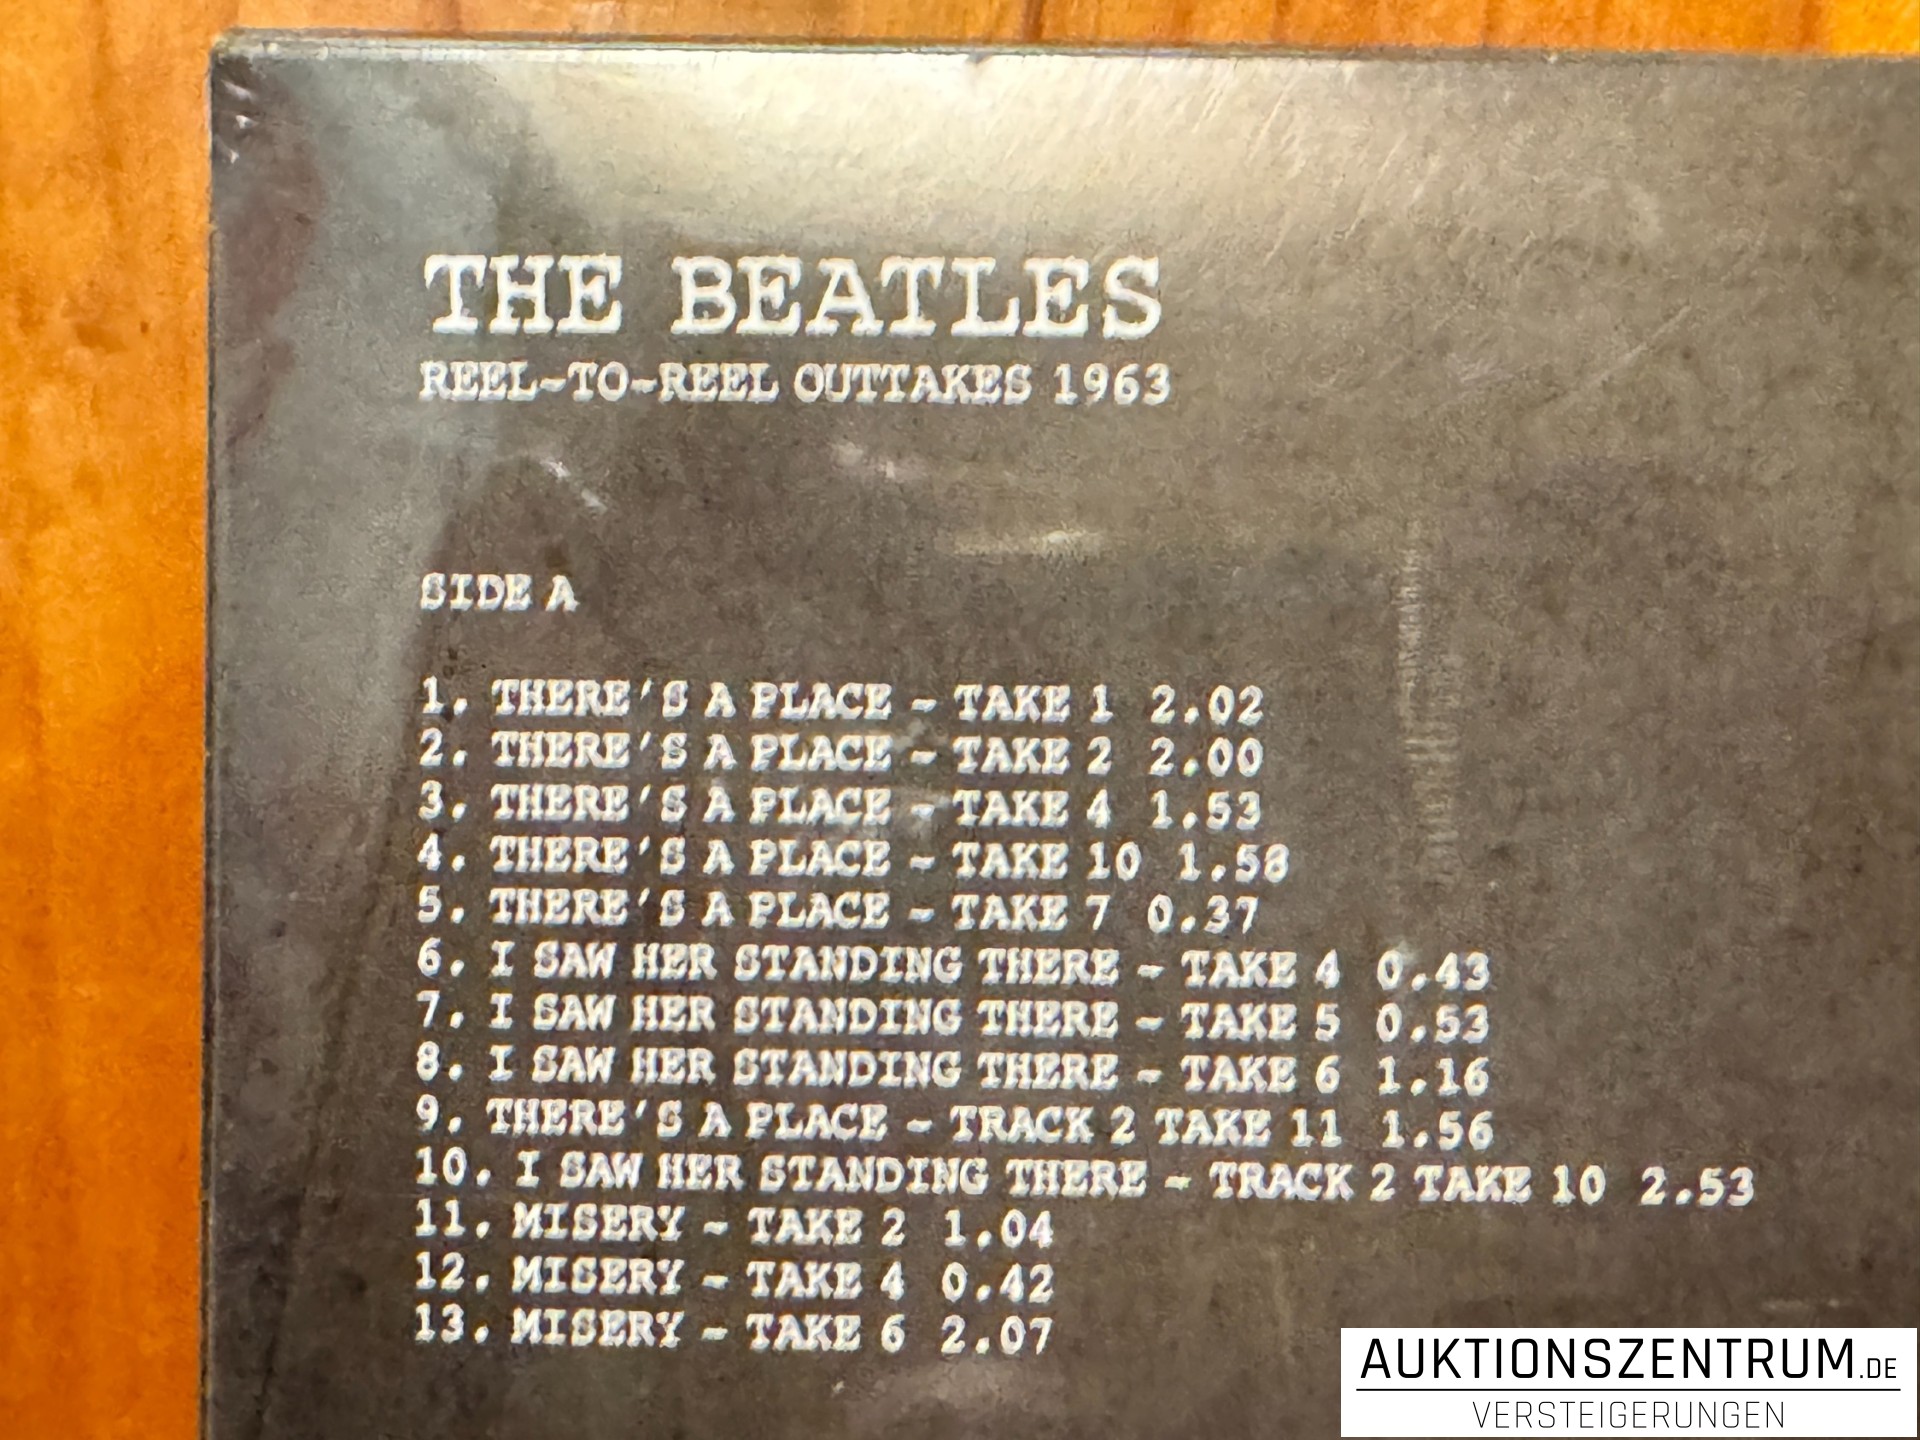 THE BEATLES
REEL-TO-REEL OUTTAKES 1963
SIDE A
1. THERE'S A PLACE - TAKE 1 2.02
2. THERE'S A PLACE - TAKE 2 2.00
3. THERE'S A PLACE - TAKE 4 1.53
4. THERE'S A PLACE - TAKE 10 1.58
5. THERE'S A PLACE - TAKE 7 0.37
6. I SAW HER STANDING THERE - TAKE 4 0.43
7. I SAW HER STANDING THERE - TAKE 5 0.53
8. I SAW HER STANDING THERE - TAKE 6 1.16
9. THERE'S A PLACE - TRACK 2 TAKE 11 1.56
10. I SAW HER STANDING THERE - TRACK 2 TAKE 10 2.53
11. MISERY - TAKE 2 1.04
12. MISERY - TAKE 4 0.42
13. MISERY - TAKE 6 2.07
AUKTIONSZENTRUM.DE
VERSTEIGERUNGEN